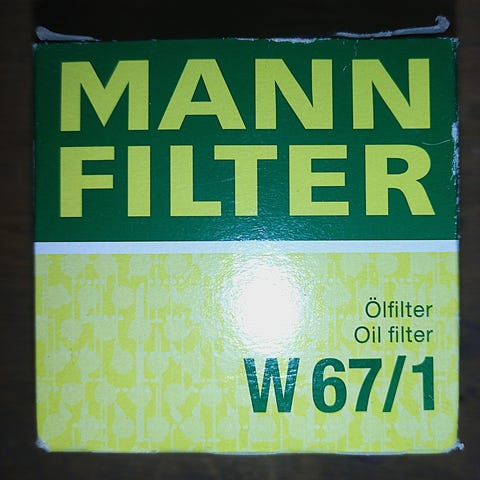 MANN
FILTER
Ölfilter
Oil filter
W 67/1